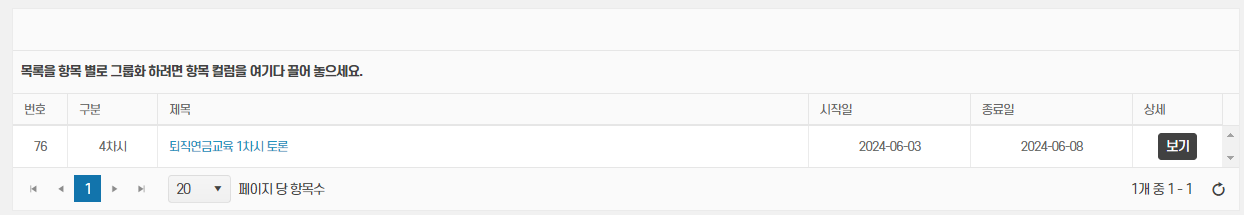 목록을 항목 별로 그룹화 하려면 항목 컬럼을 여기다 끌어 놓으세요.
번호 구분 제목 시작일 종료일 상세
76 4차시 퇴직연금교육 1차시 토론 2024-06-03 2024-06-08 보기
1 20 페이지 당 항목수 1개 중 1 - 1